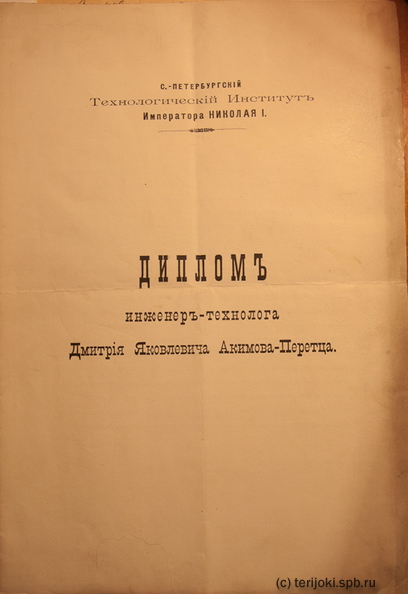 С.-ПЕТЕРБУРГСКІЙ
Технологическій Институтъ
Императора НИКОЛАЯ I.
ДИПЛОМЪ
инженеръ-технолога
Дмитрія Яковлевича Акимова-Перетца.
(c) terijoki.spb.ru